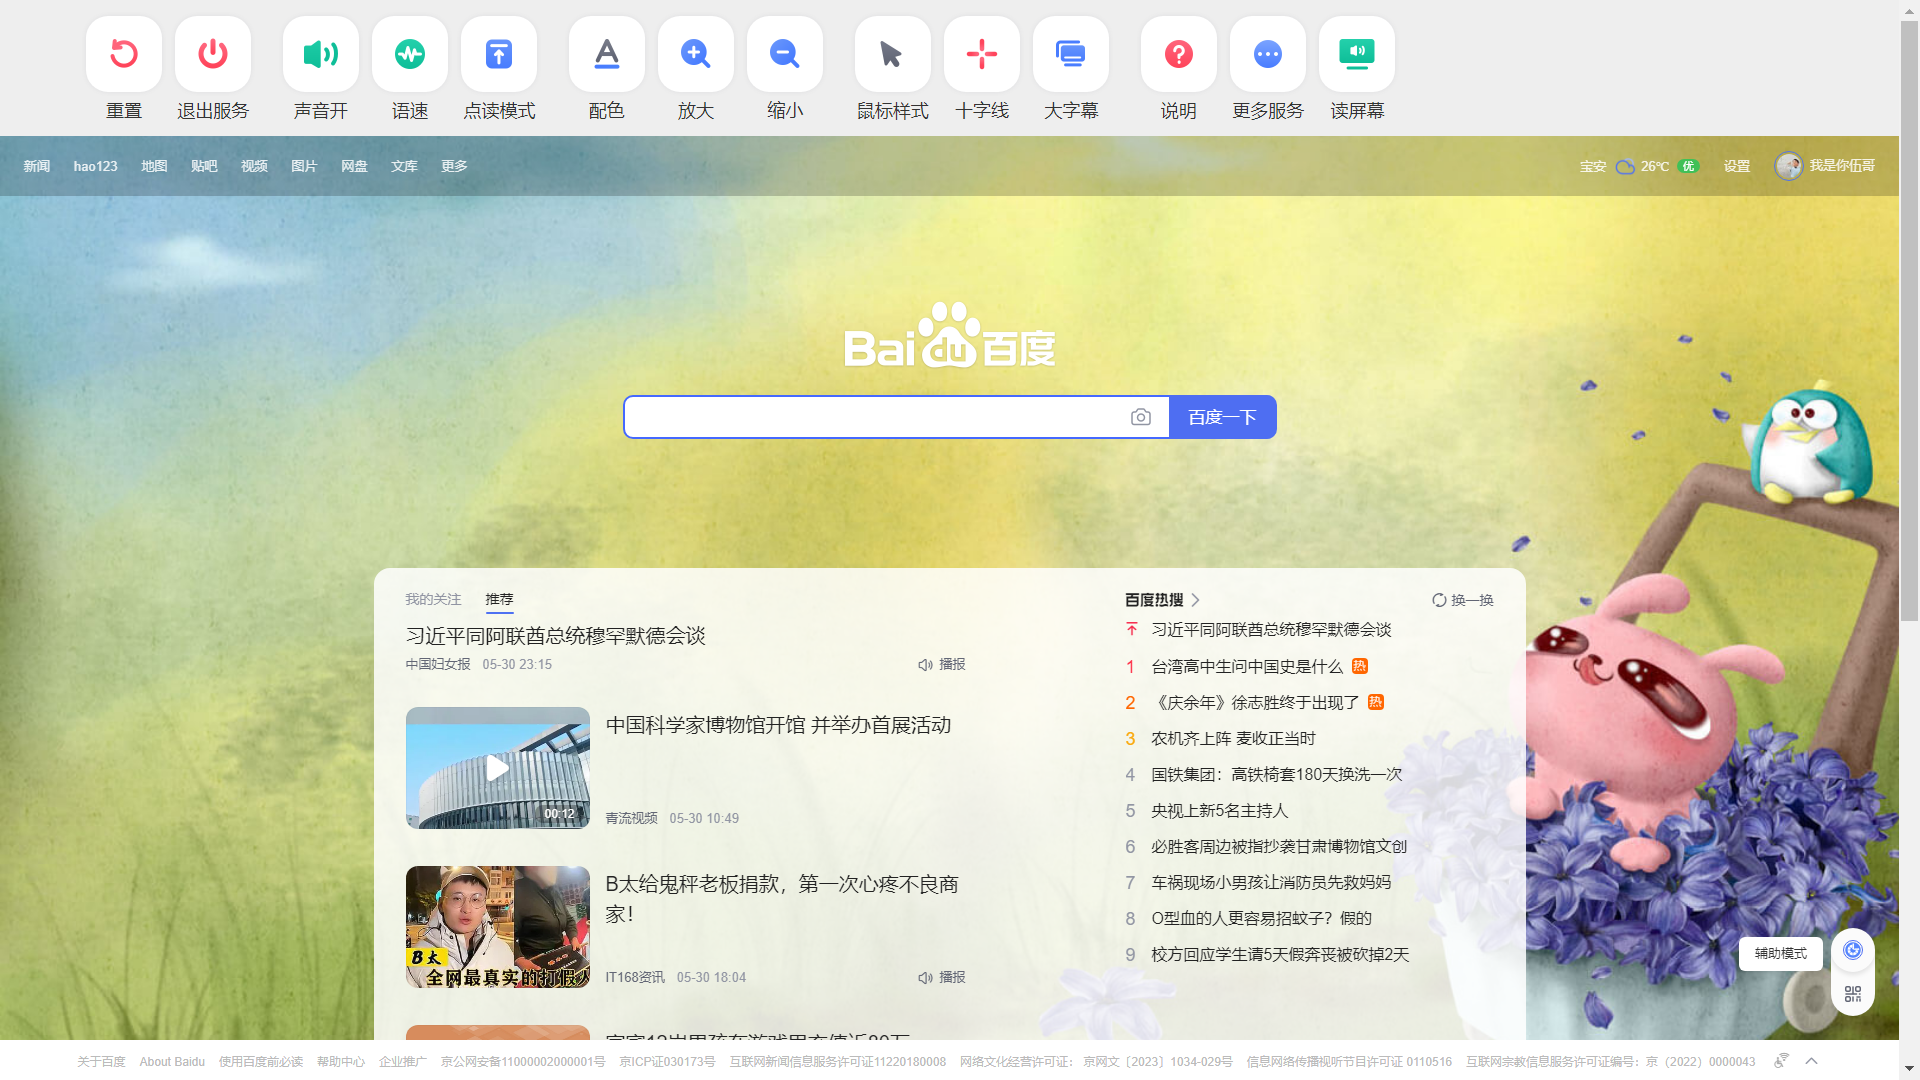 重置 退出服务 声音开 语速 点读模式 配色 放大 缩小 鼠标样式 十字线 大字幕 说明 更多服务 读屏幕
新闻 hao123 地图 贴吧 视频 图片 网盘 文库 更多 宝安 26℃ 优 设置 我是你伍哥
Bai du 百度
百度一下
我的关注 推荐
习近平同阿联酋总统穆罕默德会谈
中国妇女报 05-30 23:15 播报
00:12
中国科学家博物馆开馆 并举办首展活动
青流视频 05-30 10:49
B太
全网最真实的打假人
B太给鬼秤老板捐款，第一次心疼不良商
家！
IT168资讯 05-30 18:04 播报
百度热搜 换一换
习近平同阿联酋总统穆罕默德会谈
1 台湾高中生问中国史是什么 热
2 《庆余年》徐志胜终于出现了 热
3 农机齐上阵 麦收正当时
4 国铁集团：高铁椅套180天换洗一次
5 央视上新5名主持人
6 必胜客周边被指抄袭甘肃博物馆文创
7 车祸现场小男孩让消防员先救妈妈
8 O型血的人更容易招蚊子？假的
9 校方回应学生请5天假奔丧被砍掉2天
辅助模式
关于百度 About Baidu 使用百度前必读 帮助中心 企业推广 京公网安备11000002000001号 京ICP证030173号 互联网新闻信息服务许可证11220180008 网络文化经营许可证： 京网文〔2023〕1034-029号 信息网络传播视听节目许可证 0110516 互联网宗教信息服务许可证编号：京（2022）0000043